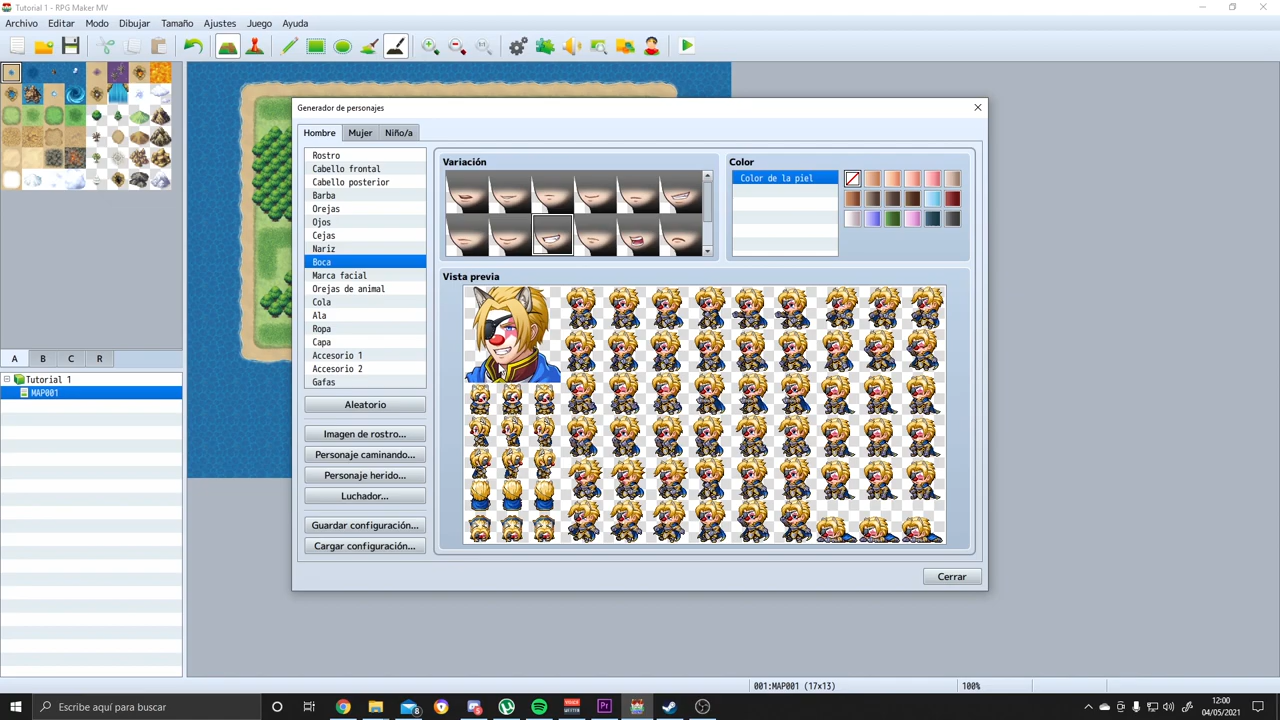 Tutorial 1 - RPG Maker MV
Archivo Editar Modo Dibujar Tamaño Ajustes Juego Ayuda
Generador de personajes
Hombre Mujer Niño/a
Rostro
Cabello frontal
Cabello posterior
Barba
Orejas
Ojos
Cejas
Nariz
Boca
Marca facial
Orejas de animal
Cola
Ala
Ropa
Capa
Accesorio 1
Accesorio 2
Gafas
Aleatorio
Imagen de rostro...
Personaje caminando...
Personaje herido...
Luchador...
Guardar configuración...
Cargar configuración...
Variación
Color
Color de la piel
Vista previa
Cerrar
A B C R
Tutorial 1
MAP001
001:MAP001 (17x13) 100%
Escribe aquí para buscar
12:00
04/05/2021